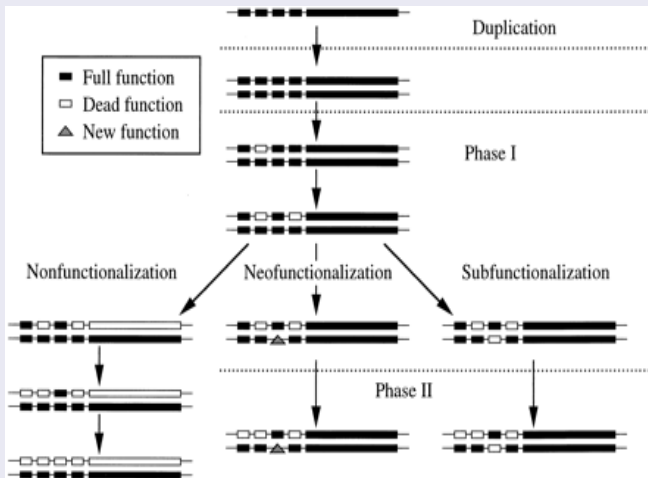 Duplication
Full function
Dead function
New function
Phase I
Nonfunctionalization
Neofunctionalization
Subfunctionalization
Phase II